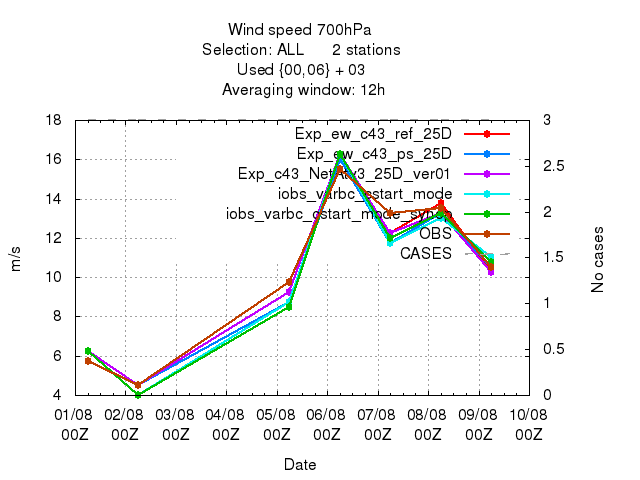 Wind speed 700hPa
Selection: ALL 2 stations
Used {00,06} + 03
Averaging window: 12h
18
16
14
12
10
8
6
4
m/s
3
2.5
2
1.5
1
0.5
0
No cases
Exp_ew_c43_ref_25D
Exp_ew_c43_ps_25D
Exp_c43_NetAtv3_25D_ver01
iobs_varbc_cstart_mode
iobs_varbc_cstart_mode_synop
OBS
CASES
01/08 02/08 03/08 04/08 05/08 06/08 07/08 08/08 09/08 10/08
00Z 00Z 00Z 00Z 00Z 00Z 00Z 00Z 00Z 00Z
Date